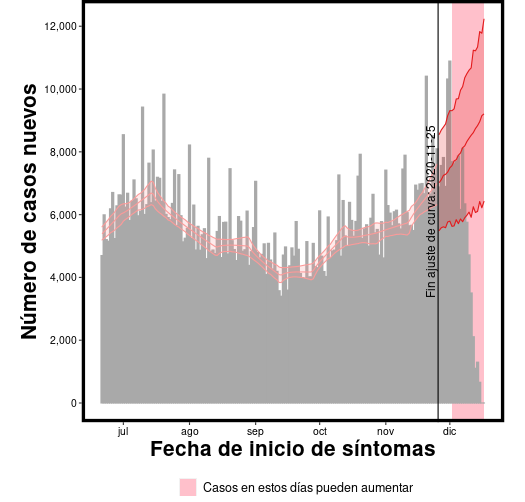 Número de casos nuevos
12,000
10,000
8,000
6,000
4,000
2,000
0
Fin ajuste de curva: 2020-11-25
jul ago sep oct nov dic
Fecha de inicio de síntomas
Casos en estos días pueden aumentar